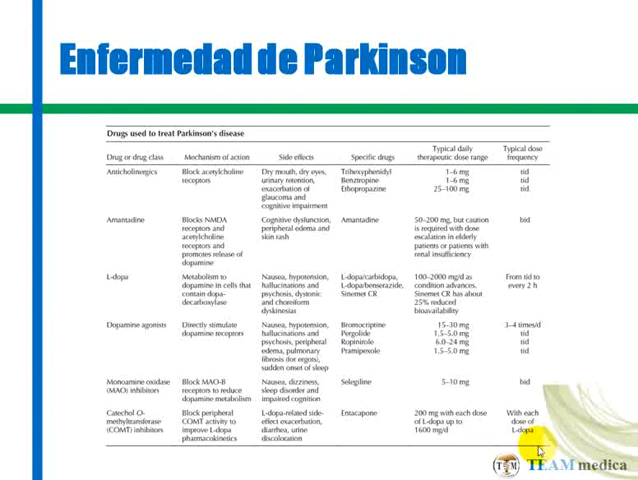 Enfermedad de Parkinson
Drugs used to treat Parkinson's disease
Typical daily Typical dose
Drug or drug class Mechanism of action Side effects Specific drugs therapeutic dose range frequency
Anticholinergics Block acetylcholine Dry mouth, dry eyes, Trihexyphenidyl 1–6 mg tid
receptors urinary retention, Benztropine 1–6 mg tid
exacerbation of Ethopropazine 25–100 mg tid
glaucoma and
cognitive impairment
Amantadine Blocks NMDA Cognitive dysfunction, Amantadine 50–200 mg, but caution bid
receptors and peripheral edema and is required with dose
acetylcholine skin rash escalation in elderly
receptors and patients or patients with
promotes release of renal insufficiency
dopamine
L-dopa Metabolism to Nausea, hypotension, L-dopa/carbidopa, 100–2000 mg/d as From tid to
dopamine in cells that hallucinations and L-dopa/benserazide, condition advances. every 2 h
contain dopa- psychosis, dystonic Sinemet CR Sinemet CR has about
decarboxylase and choreiform 25% reduced
dyskinesias bioavailability
Dopamine agonists Directly stimulate Nausea, hypotension, Bromocriptine 15–30 mg 3–4 times/d
dopamine receptors hallucinations and Pergolide 1.5–5.0 mg tid
psychosis, peripheral Ropinirole 6.0–24 mg tid
edema, pulmonary Pramipexole 1.5–5.0 mg tid
fibrosis (for ergots),
sudden onset of sleep
Monoamine oxidase Block MAO-B Nausea, dizziness, Selegiline 5–10 mg bid
(MAO) inhibitors receptors to reduce sleep disorder and
dopamine metabolism impaired cognition
Catechol O- Block peripheral L-dopa-related side- Entacapone 200 mg with each dose With each
methyltransferase COMT activity to effect exacerbation, of L-dopa up to dose of
(COMT) inhibitors improve L-dopa diarrhea, urine 1600 mg/d L-dopa
pharmacokinetics discoloration
TEAM medica